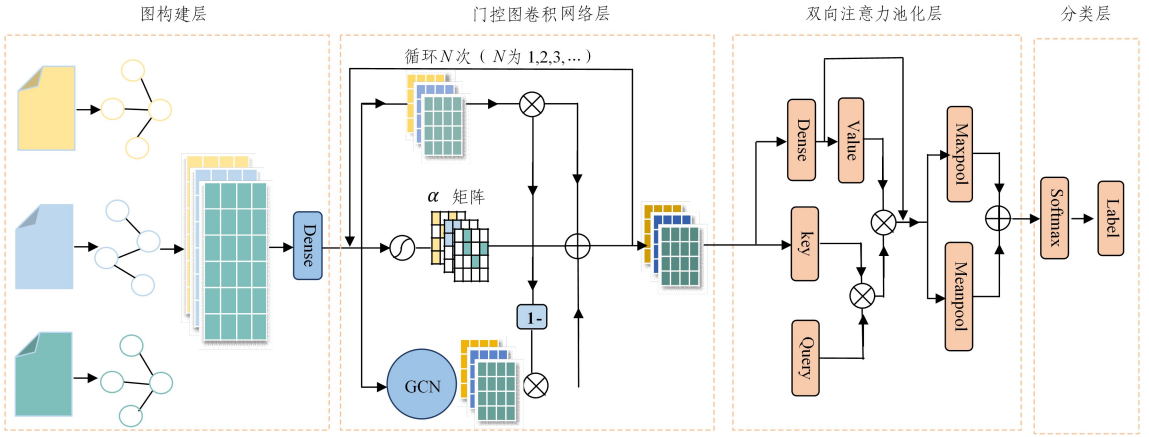 图构建层
门控图卷积网络层
双向注意力池化层
分类层
循环N次（N为 1,2,3,…）
α 矩阵
Dense
1-
GCN
Dense
Value
key
Query
Maxpool
Meanpool
Softmax
Label